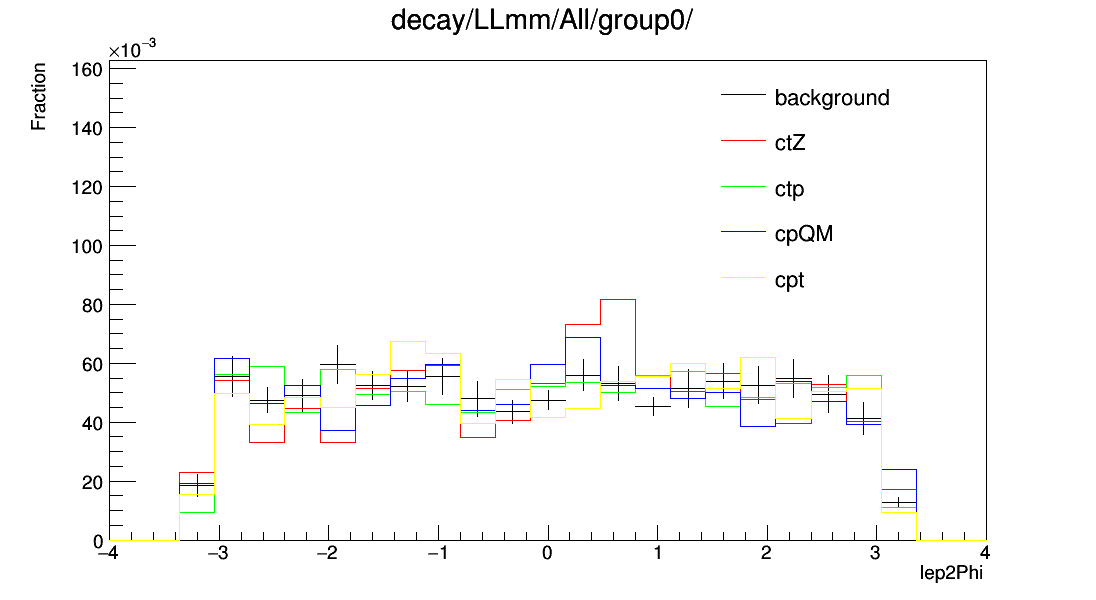 decay/LLmm/All/group0/
×10⁻³
Fraction
160
140
120
100
80
60
40
20
0
background
ctZ
ctp
cpQM
cpt
−4 −3 −2 −1 0 1 2 3 4
lep2Phi